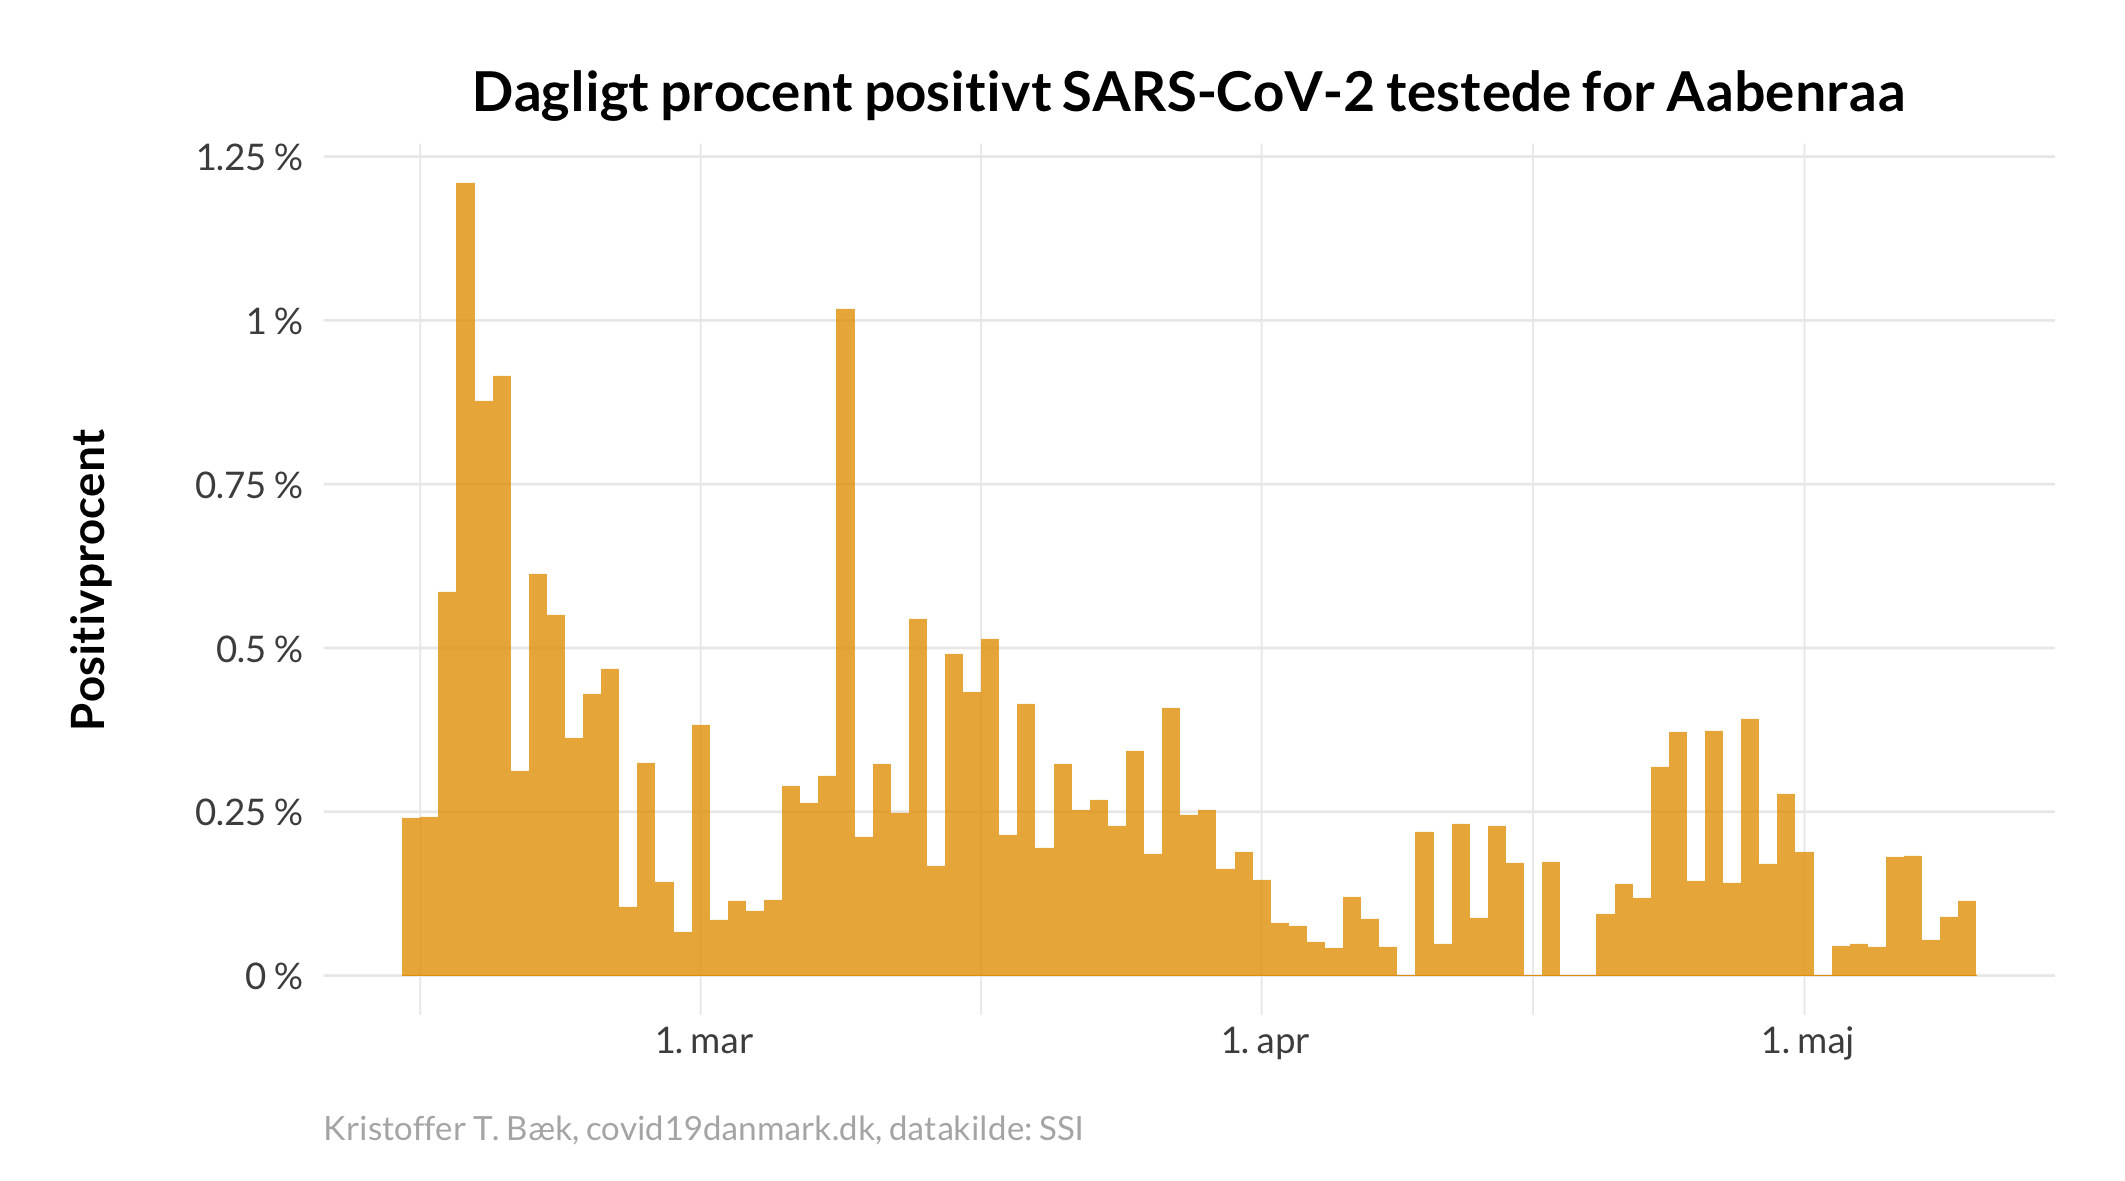 Dagligt procent positivt SARS-CoV-2 testede for Aabenraa
Positivprocent
1.25 %
1 %
0.75 %
0.5 %
0.25 %
0 %
1. mar
1. apr
1. maj
Kristoffer T. Bæk, covid19danmark.dk, datakilde: SSI